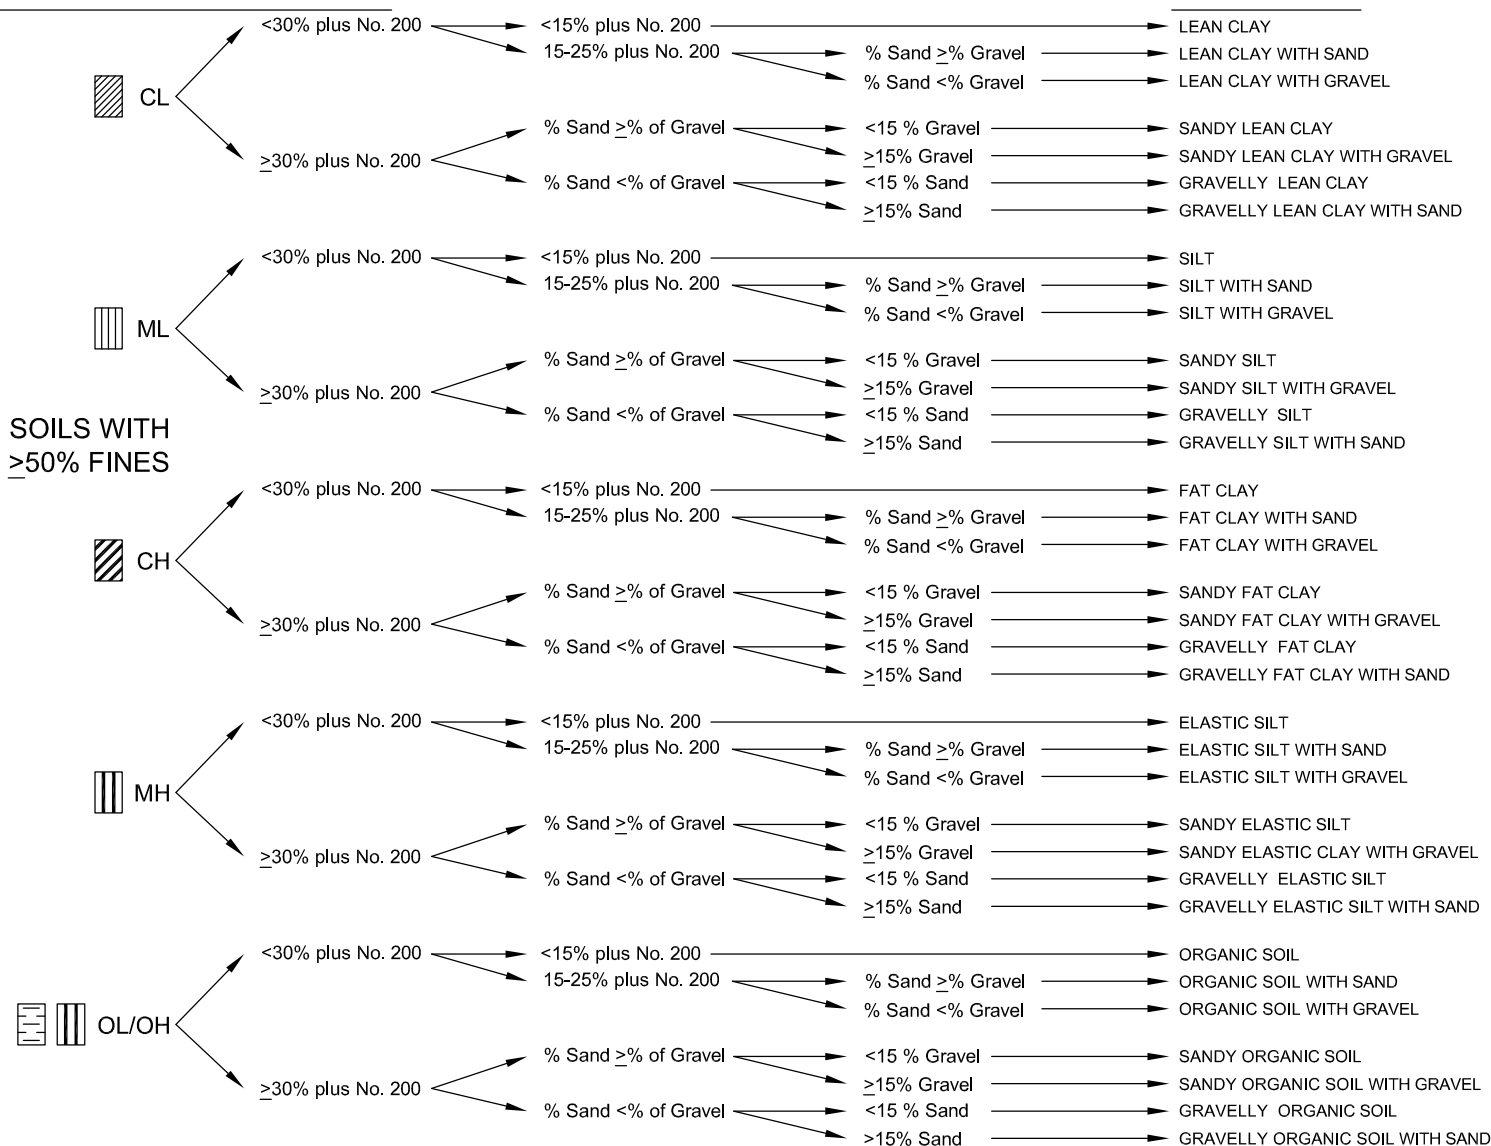 <30% plus No. 200 <15% plus No. 200 LEAN CLAY
15-25% plus No. 200 % Sand ≥% Gravel LEAN CLAY WITH SAND
% Sand <% Gravel LEAN CLAY WITH GRAVEL
CL
% Sand ≥% of Gravel <15 % Gravel SANDY LEAN CLAY
≥30% plus No. 200 ≥15% Gravel SANDY LEAN CLAY WITH GRAVEL
% Sand <% of Gravel <15 % Sand GRAVELLY LEAN CLAY
≥15% Sand GRAVELLY LEAN CLAY WITH SAND
<30% plus No. 200 <15% plus No. 200 SILT
15-25% plus No. 200 % Sand ≥% Gravel SILT WITH SAND
% Sand <% Gravel SILT WITH GRAVEL
ML
% Sand ≥% of Gravel <15 % Gravel SANDY SILT
≥30% plus No. 200 ≥15% Gravel SANDY SILT WITH GRAVEL
% Sand <% of Gravel <15 % Sand GRAVELLY SILT
≥15% Sand GRAVELLY SILT WITH SAND
SOILS WITH
≥50% FINES
<30% plus No. 200 <15% plus No. 200 FAT CLAY
15-25% plus No. 200 % Sand ≥% Gravel FAT CLAY WITH SAND
% Sand <% Gravel FAT CLAY WITH GRAVEL
CH
% Sand ≥% of Gravel <15 % Gravel SANDY FAT CLAY
≥30% plus No. 200 ≥15% Gravel SANDY FAT CLAY WITH GRAVEL
% Sand <% of Gravel <15 % Sand GRAVELLY FAT CLAY
≥15% Sand GRAVELLY FAT CLAY WITH SAND
<30% plus No. 200 <15% plus No. 200 ELASTIC SILT
15-25% plus No. 200 % Sand ≥% Gravel ELASTIC SILT WITH SAND
% Sand <% Gravel ELASTIC SILT WITH GRAVEL
MH
% Sand ≥% of Gravel <15 % Gravel SANDY ELASTIC SILT
≥30% plus No. 200 ≥15% Gravel SANDY ELASTIC CLAY WITH GRAVEL
% Sand <% of Gravel <15 % Sand GRAVELLY ELASTIC SILT
≥15% Sand GRAVELLY ELASTIC SILT WITH SAND
<30% plus No. 200 <15% plus No. 200 ORGANIC SOIL
15-25% plus No. 200 % Sand ≥% Gravel ORGANIC SOIL WITH SAND
% Sand <% Gravel ORGANIC SOIL WITH GRAVEL
OL/OH
% Sand ≥% of Gravel <15 % Gravel SANDY ORGANIC SOIL
≥30% plus No. 200 ≥15% Gravel SANDY ORGANIC SOIL WITH GRAVEL
% Sand <% of Gravel <15 % Sand GRAVELLY ORGANIC SOIL
>15% Sand GRAVELLY ORGANIC SOIL WITH SAND